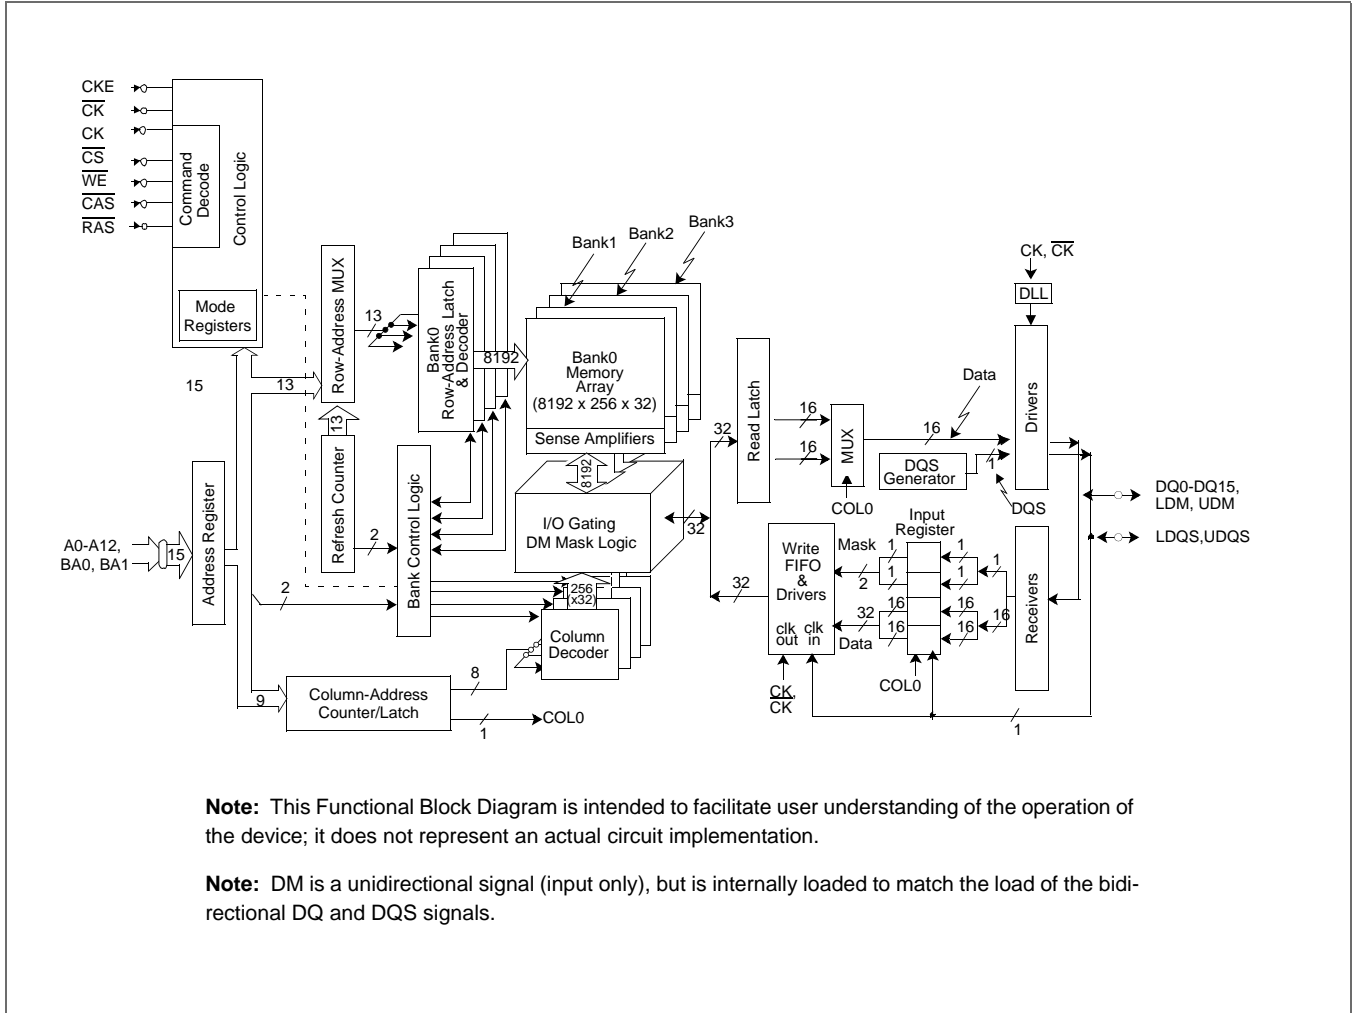 CKE
CK
CK
CS
WE
CAS
RAS
Command
Decode
Control Logic
Mode
Registers
15
13
Row-Address MUX
13
Refresh Counter
13
Bank0
Row-Address Latch
& Decoder
8192
Bank1
Bank2
Bank3
Bank0
Memory
Array
(8192 x 256 x 32)
Sense Amplifiers
8192
I/O Gating
DM Mask Logic
Bank Control Logic
2
2
A0-A12,
BA0, BA1
15
Address Register
9
Column-Address
Counter/Latch
8
1
COL0
256
(x32)
Column
Decoder
32
32
32
Read Latch
16
16
MUX
COL0
16
Data
DQS
Generator
1
DQS
CK, CK
DLL
Drivers
DQ0-DQ15,
LDM, UDM
LDQS,UDQS
Input
Register
Write
FIFO
&
Drivers
clk
out
clk
in
Mask
2
1
1
1
1
1
32
Data
16
16
16
16
16
Receivers
CK,
CK
COL0
1
Note: This Functional Block Diagram is intended to facilitate user understanding of the operation of
the device; it does not represent an actual circuit implementation.
Note: DM is a unidirectional signal (input only), but is internally loaded to match the load of the bidi-
rectional DQ and DQS signals.